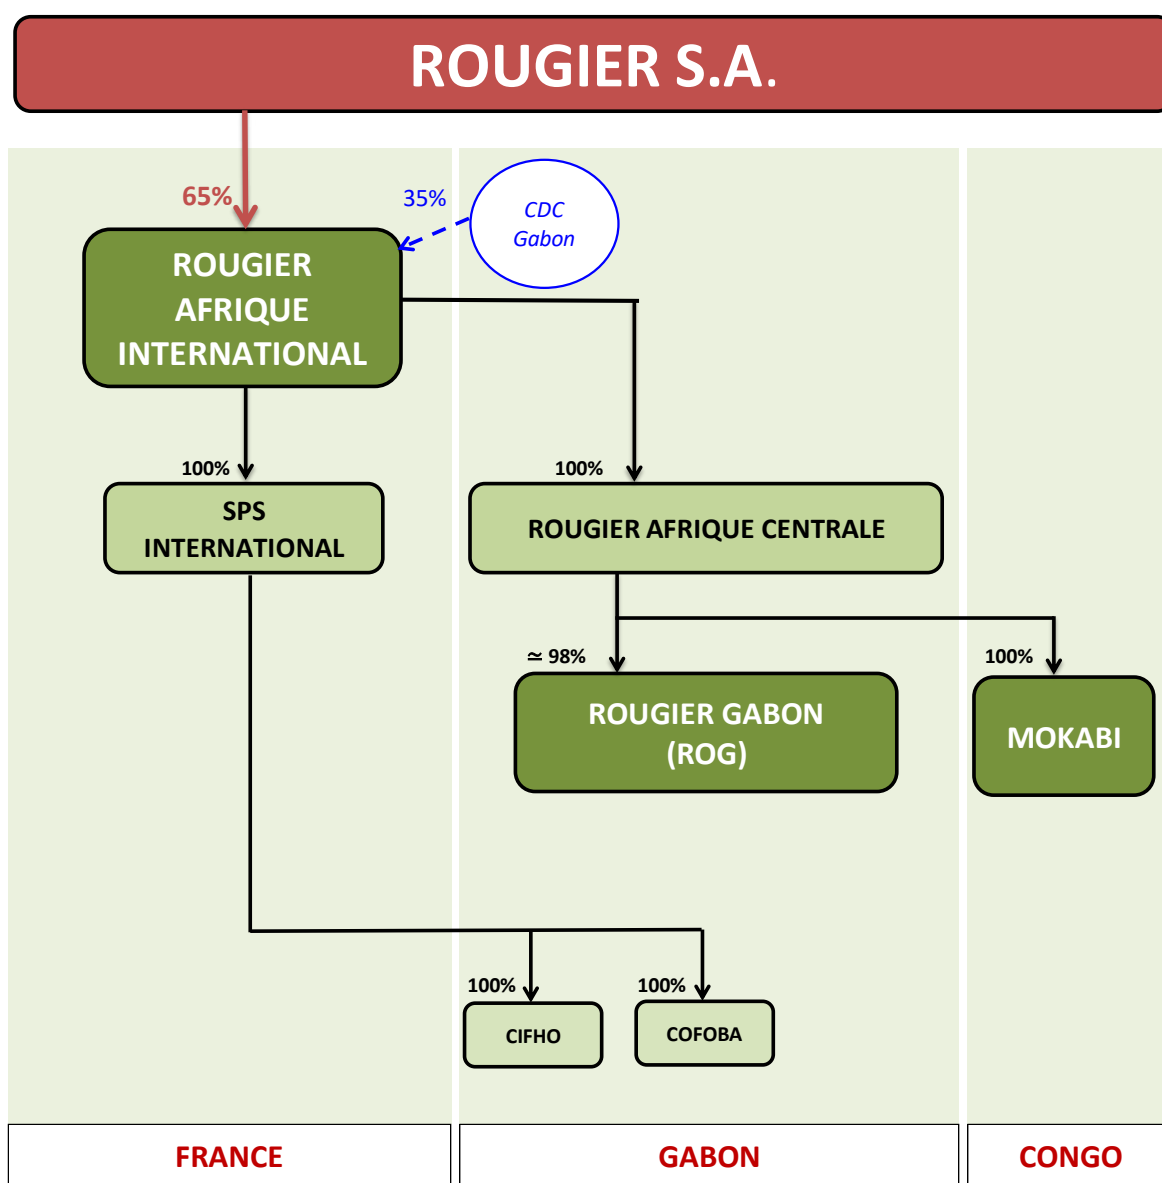 ROUGIER S.A.
65%
35%
CDC
Gabon
ROUGIER
AFRIQUE
INTERNATIONAL
100%
100%
SPS
INTERNATIONAL
ROUGIER AFRIQUE CENTRALE
≃ 98%
100%
ROUGIER GABON
(ROG)
MOKABI
100%
100%
CIFHO
COFOBA
FRANCE
GABON
CONGO